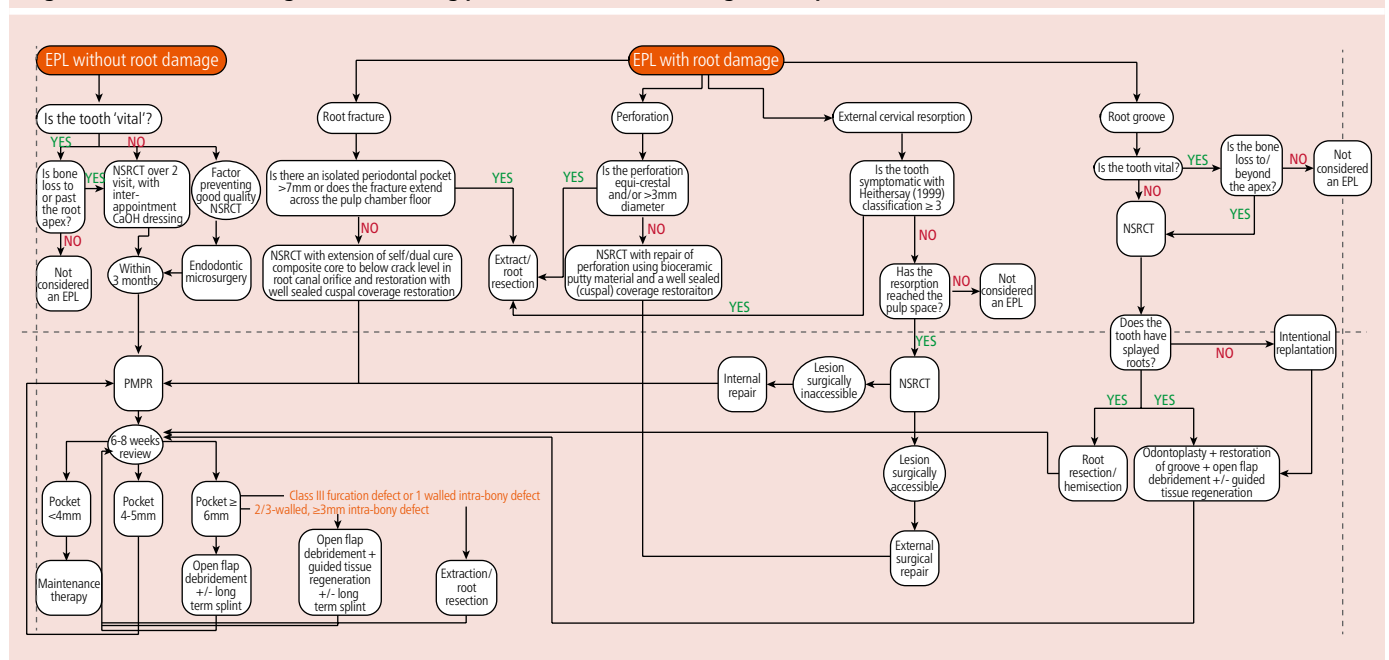 EPL without root damage
EPL with root damage
Is the tooth 'vital'?
Root fracture
Perforation
External cervical resorption
Root groove
YES
NO
Is bone
loss to
or past
the root
apex?
YES
NSRCT over 2
visit, with
inter-
appointment
CaOH dressing
Factor
preventing
good quality
NSRCT
NO
Not
considered
an EPL
Within
3 months
Endodontic
microsurgery
Is there an isolated periodontal pocket
>7mm or does the fracture extend
across the pulp chamber floor
YES
NO
NSRCT with extension of self/dual cure
composite core to below crack level in
root canal orifice and restoration with
well sealed cuspal coverage restoration
Extract/
root
resection
YES
Is the perforation
equi-crestal
and/or >3mm
diameter
NO
NSRCT with repair of
perforation using bioceramic
putty material and a well sealed
(cuspal) coverage restoraiton
Is the tooth
symptomatic with
Heithersay (1999)
classification ≥ 3
NO
YES
Has the
resorption
reached the
pulp space?
NO
Not
considered
an EPL
YES
Is the tooth vital?
YES
Is the bone
loss to/
beyond
the apex?
NO
Not
considered
an EPL
NO
YES
NSRCT
Does the
tooth have
splayed
roots?
NO
Intentional
replantation
PMPR
Internal
repair
Lesion
surgically
inaccessible
NSRCT
YES
YES
6-8 weeks
review
Lesion
surgically
accessible
Root
resection/
hemisection
Odontoplasty + restoration
of groove + open flap
debridement +/- guided
tissue regeneration
Pocket
<4mm
Pocket
4-5mm
Pocket ≥
6mm
Class III furcation defect or 1 walled intra-bony defect
2/3-walled, ≥3mm intra-bony defect
External
surgical
repair
Maintenance
therapy
Open flap
debridement
+/- long
term splint
Open flap
debridement +
guided tissue
regeneration
+/- long
term splint
Extraction/
root
resection